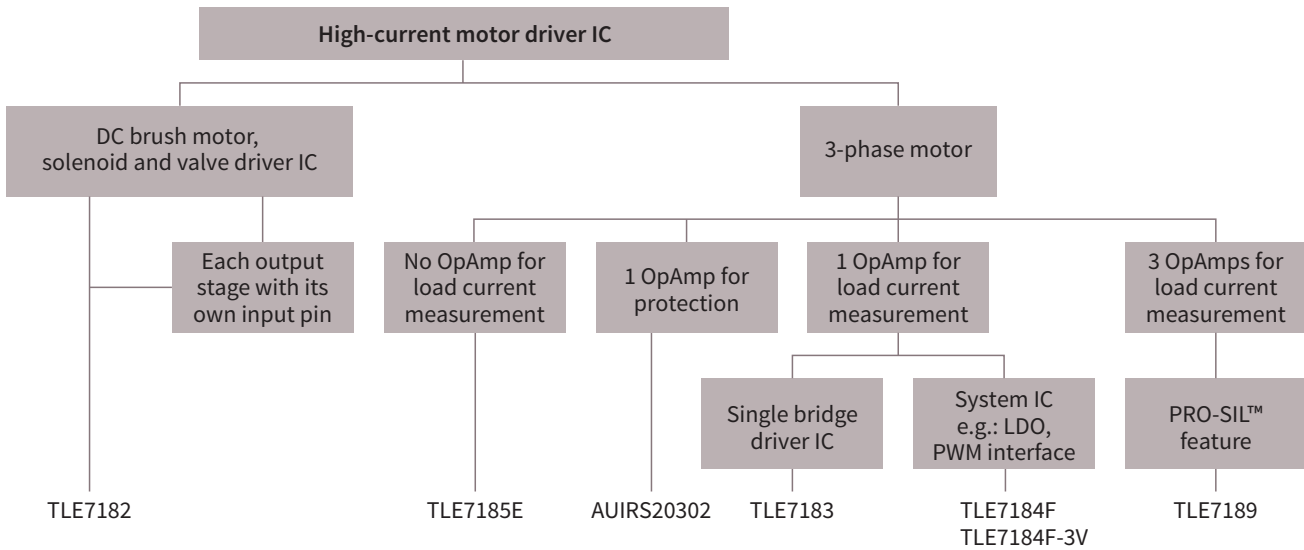 High-current motor driver IC
DC brush motor,
solenoid and valve driver IC
3-phase motor
Each output
stage with its
own input pin
No OpAmp for
load current
measurement
1 OpAmp for
protection
1 OpAmp for
load current
measurement
3 OpAmps for
load current
measurement
Single bridge
driver IC
System IC
e.g.: LDO,
PWM interface
PRO-SIL™
feature
TLE7182
TLE7185E
AUIRS20302
TLE7183
TLE7184F
TLE7184F-3V
TLE7189